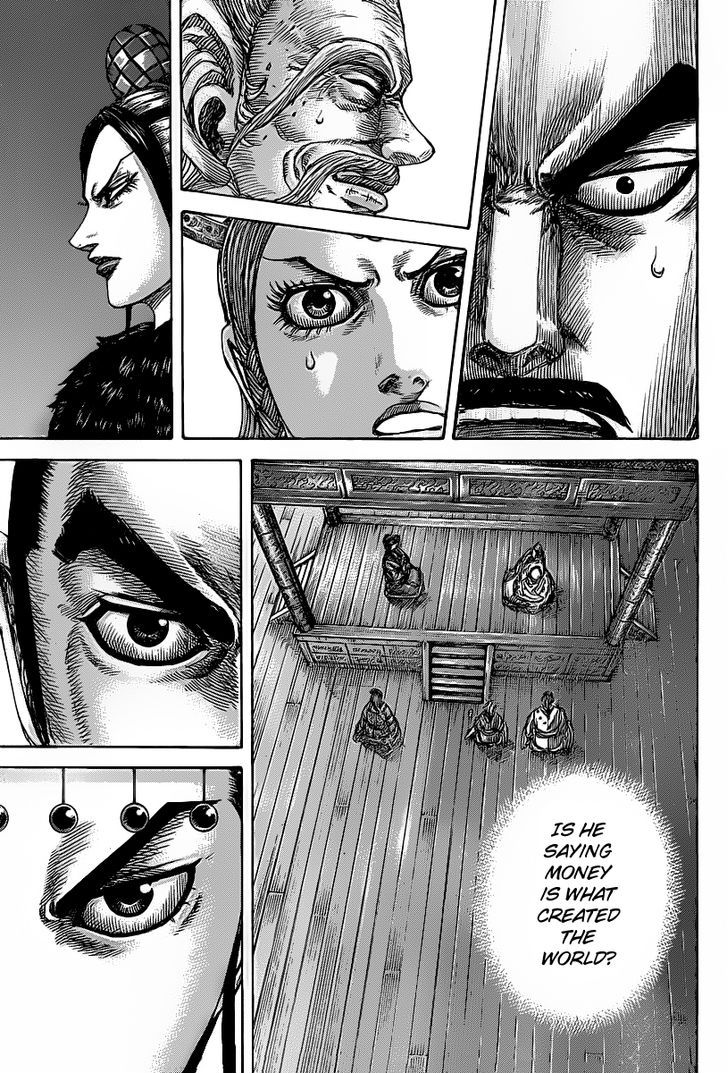 IS HE
SAYING
MONEY
IS WHAT
CREATED
THE
WORLD?